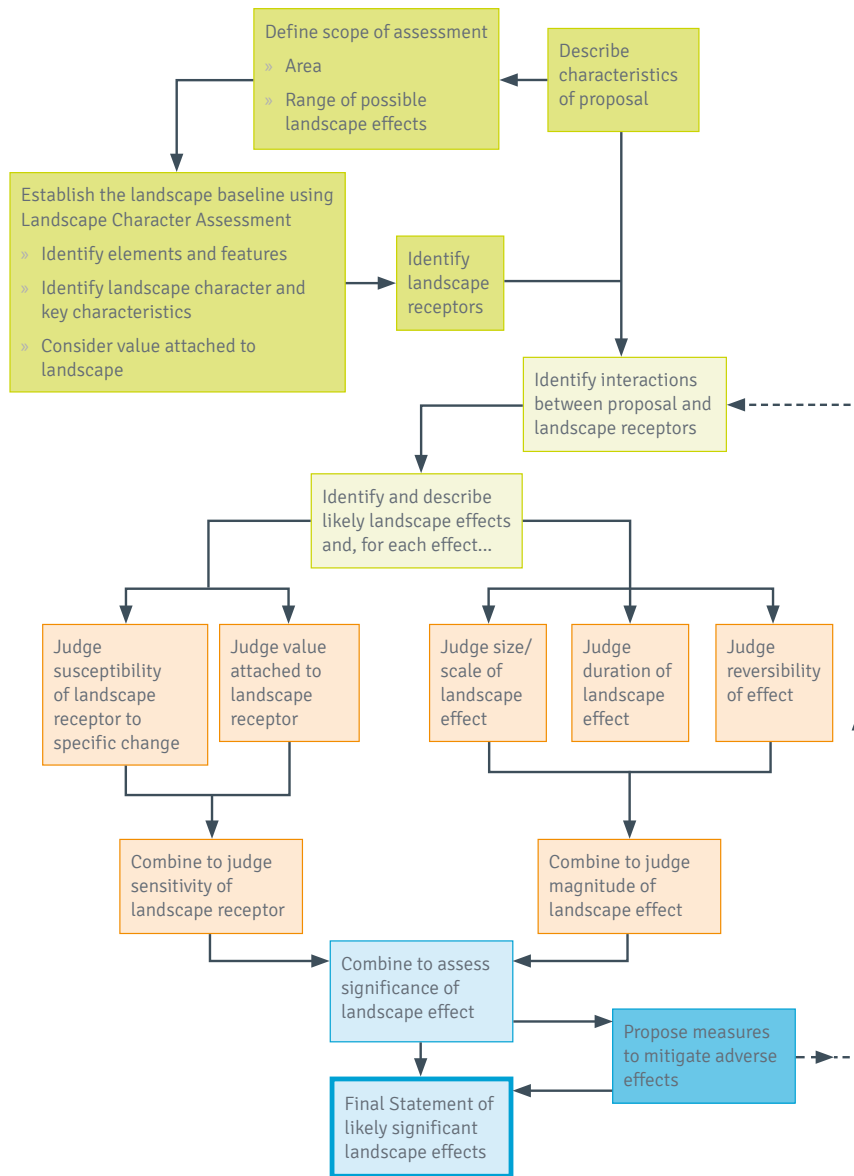 Define scope of assessment
» Area
» Range of possible
landscape effects
Describe
characteristics
of proposal
Establish the landscape baseline using
Landscape Character Assessment
» Identify elements and features
» Identify landscape character and
key characteristics
» Consider value attached to
landscape
Identify
landscape
receptors
Identify interactions
between proposal and
landscape receptors
Identify and describe
likely landscape effects
and, for each effect...
Judge
susceptibility
of landscape
receptor to
specific change
Judge value
attached to
landscape
receptor
Judge size/
scale of
landscape
effect
Judge
duration of
landscape
effect
Judge
reversibility
of effect
Combine to judge
sensitivity of
landscape receptor
Combine to judge
magnitude of
landscape effect
Combine to assess
significance of
landscape effect
Propose measures
to mitigate adverse
effects
Final Statement of
likely significant
landscape effects